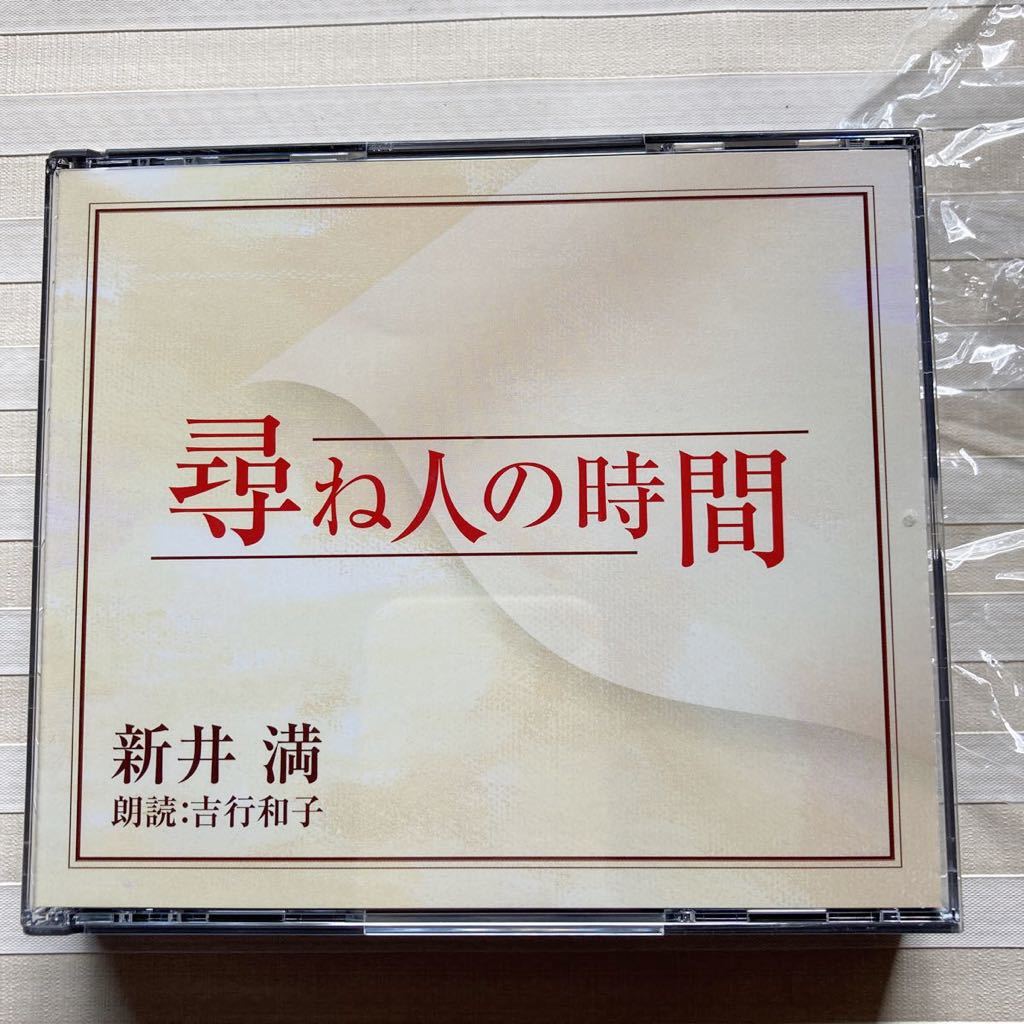 尋ね人の時間
新井 満
朗読:吉行和子